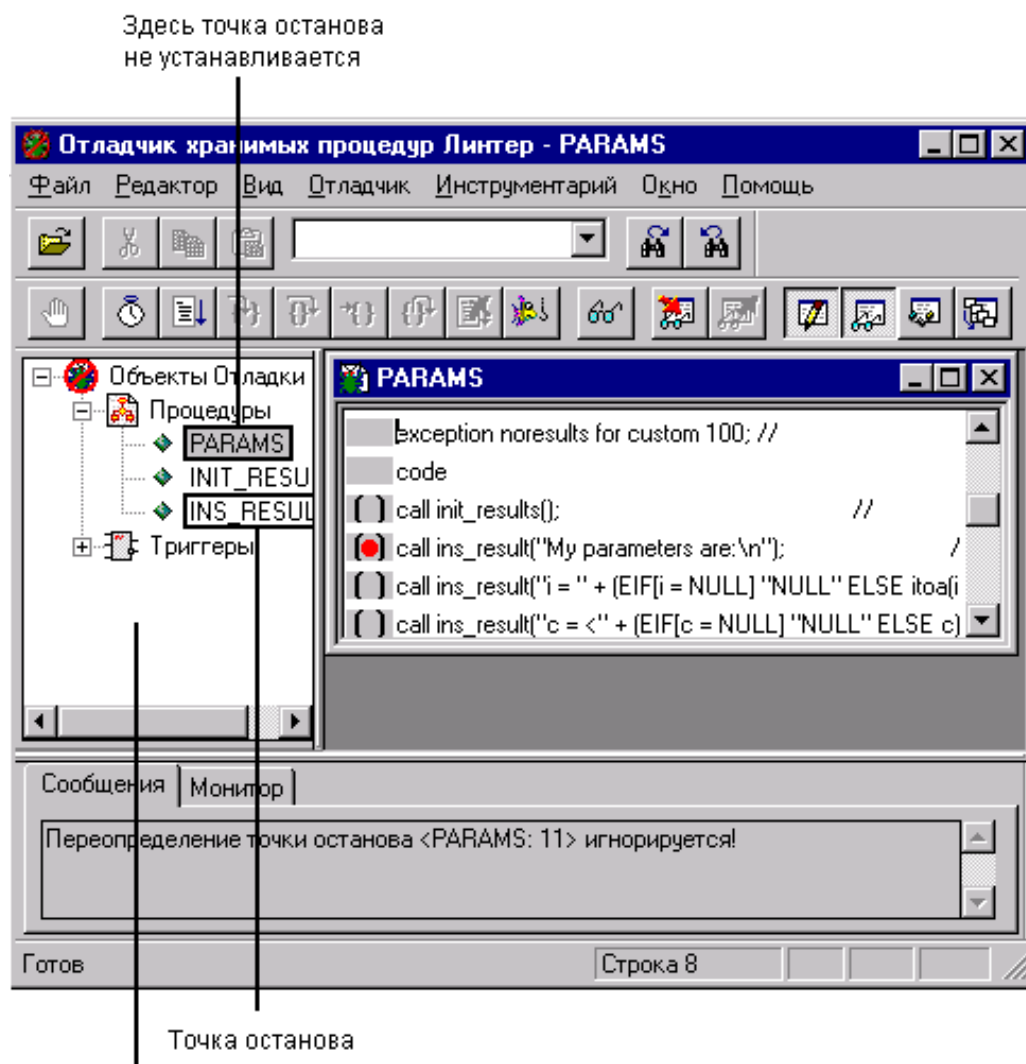 Здесь точка останова
не устанавливается
Отладчик хранимых процедур Линтер - PARAMS
Файл Редактор Вид Отладчик Инструментарий Окно Помощь
Объекты Отладки
Процедуры
PARAMS
INIT_RESU
INS_RESUL
Триггеры
PARAMS
exception noresults for custom 100; //
code
call init_results(); //
call ins_result("My parameters are:\n"); /
call ins_result("i = " + (EIF[i = NULL] "NULL" ELSE itoa(i
call ins_result("c = <" + (EIF[c = NULL] "NULL" ELSE c)
Сообщения Монитор
Переопределение точки останова <PARAMS: 11> игнорируется!
Готов Строка 8
Точка останова